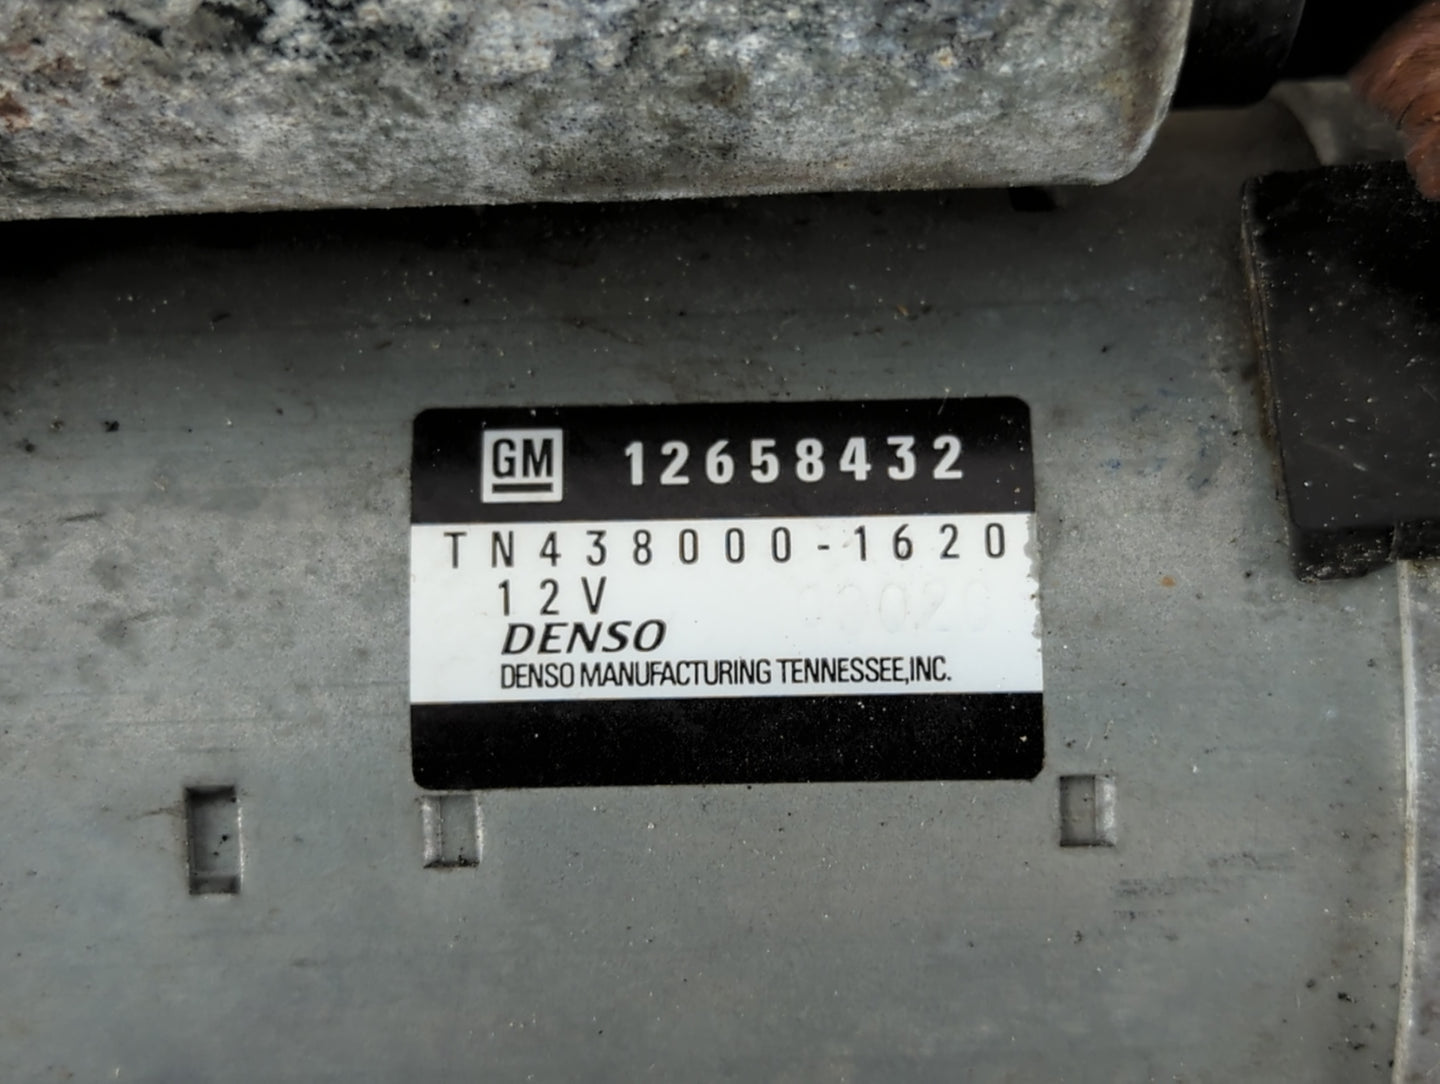 GM 12658432
TN438000-1620
12V
DENSO
DENSO MANUFACTURING TENNESSEE,INC.